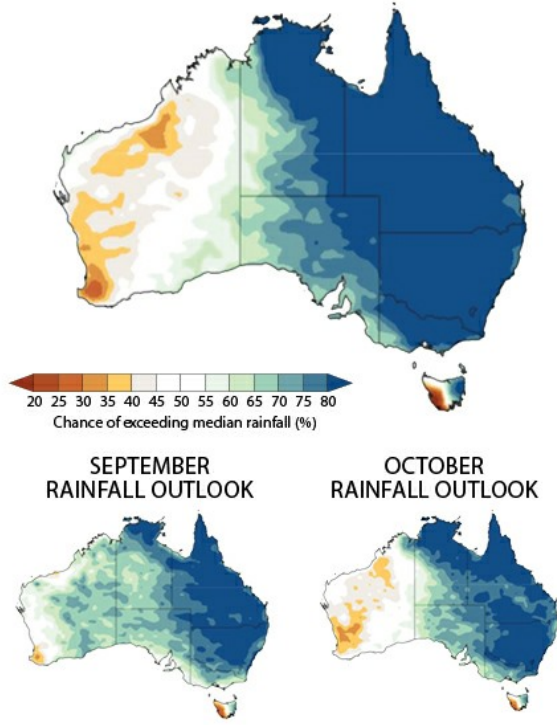 20 25 30 35 40 45 50 55 60 65 70 75 80
Chance of exceeding median rainfall (%)
SEPTEMBER
RAINFALL OUTLOOK
OCTOBER
RAINFALL OUTLOOK